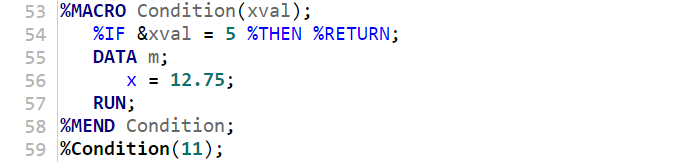 53 %MACRO Condition(xval);
54 %IF &xval = 5 %THEN %RETURN;
55 DATA m;
56 x = 12.75;
57 RUN;
58 %MEND Condition;
59 %Condition(11);